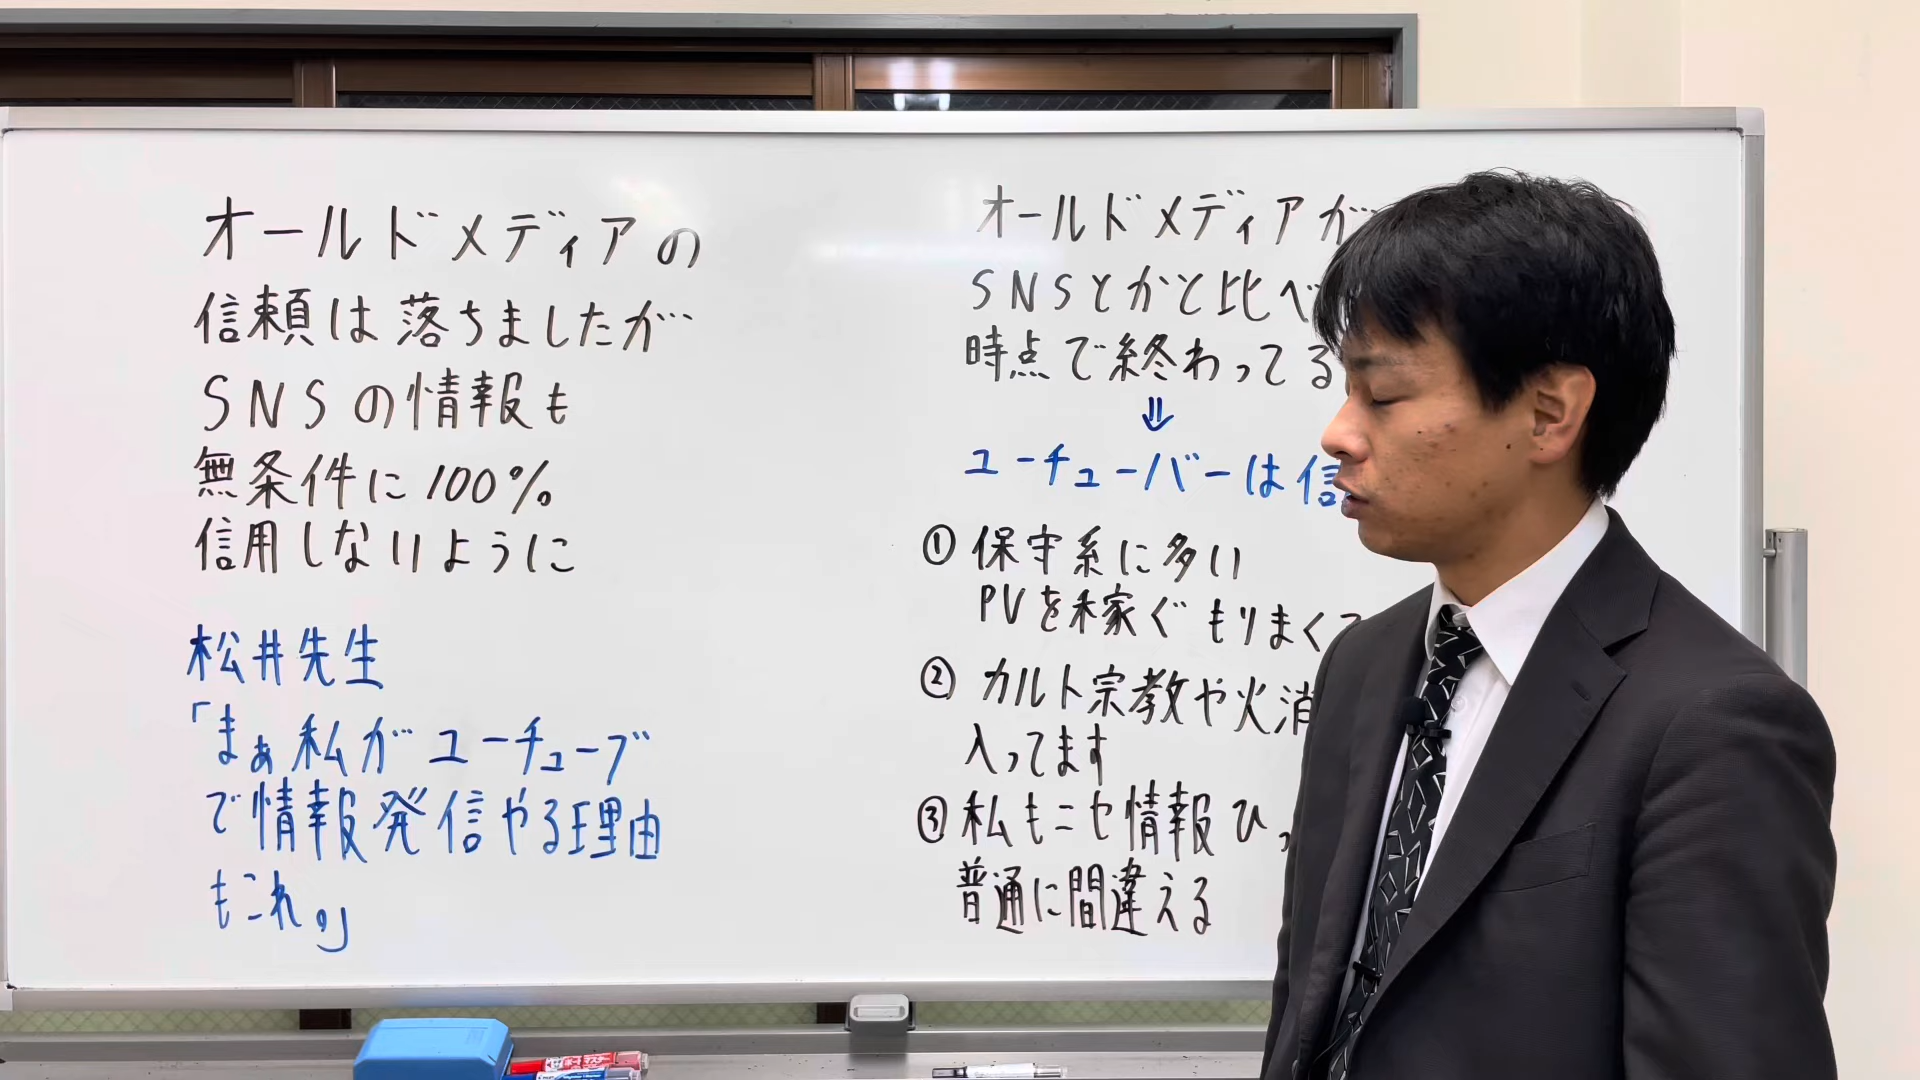 オールドメディアの
信頼は落ちましたが
SNSの情報も
無条件に100%
信用しないように
松井先生
「まぁ私がユーチューブ
で情報発信やる理由
もこれ。」
オールドメディアが
SNSとかと比べ
時点で終わってる
⇓
ユーチューバーは信
① 保守系に多い
PVを稼ぐもりまくっ
② カルト宗教や火消
入ってます
③ 私もニセ情報ひっ
普通に間違える